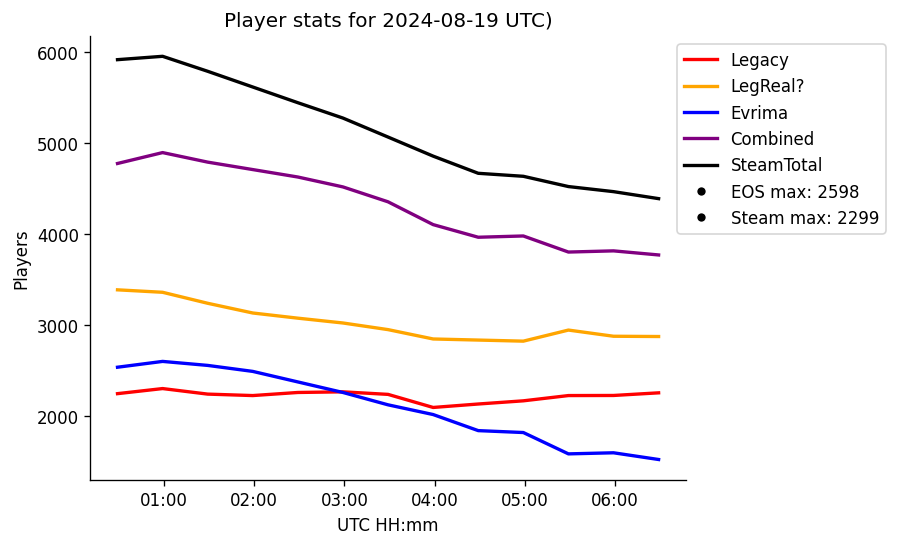 Player stats for 2024-08-19 UTC)
6000
5000
4000
3000
2000
Players
01:00 02:00 03:00 04:00 05:00 06:00
UTC HH:mm
Legacy
LegReal?
Evrima
Combined
SteamTotal
EOS max: 2598
Steam max: 2299